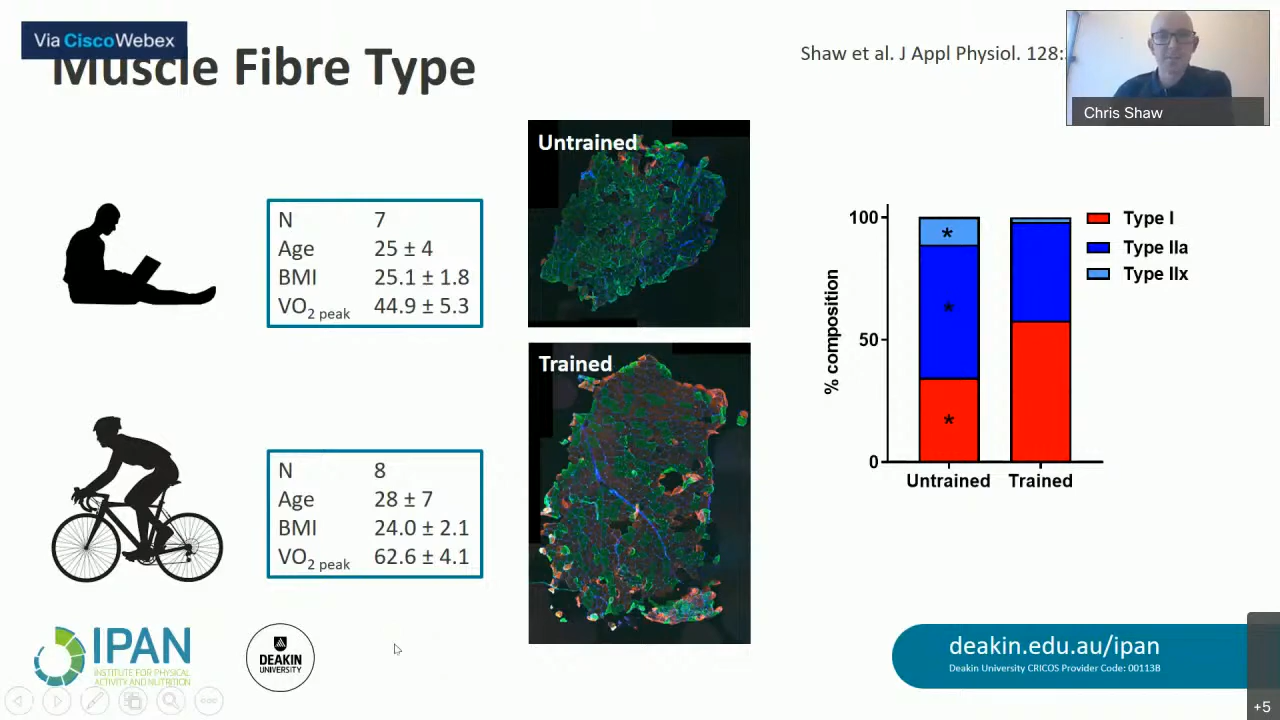 Via Cisco Webex
Muscle Fibre Type
Shaw et al. J Appl Physiol. 128:
Chris Shaw
Untrained
N 7
Age 25 ± 4
BMI 25.1 ± 1.8
VO2 peak 44.9 ± 5.3
Trained
N 8
Age 28 ± 7
BMI 24.0 ± 2.1
VO2 peak 62.6 ± 4.1
% composition
100
50
0
*
*
*
Untrained Trained
Type I
Type IIa
Type IIx
IPAN
INSTITUTE FOR PHYSICAL
ACTIVITY AND NUTRITION
DEAKIN
UNIVERSITY
deakin.edu.au/ipan
Deakin University CRICOS Provider Code: 00113B
+5